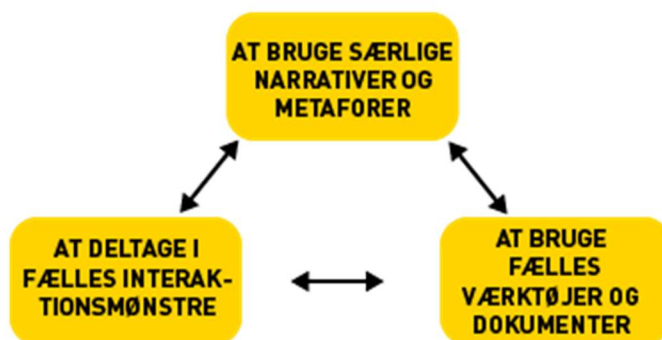 AT BRUGE SÆRLIGE
NARRATIVER OG
METAFORER
AT DELTAGE I
FÆLLES INTERAK-
TIONSMØNSTRE
AT BRUGE
FÆLLES
VÆRKTØJER OG
DOKUMENTER